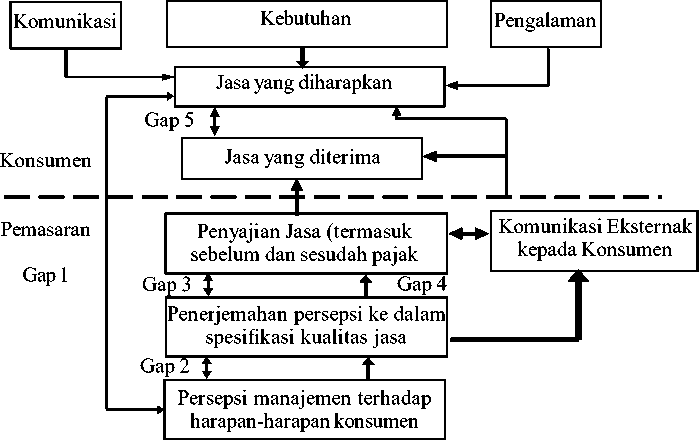 Komunikasi
Kebutuhan
Pengalaman
Jasa yang diharapkan
Gap 5
Konsumen
Jasa yang diterima
Pemasaran
Penyajian Jasa (termasuk
sebelum dan sesudah pajak
Komunikasi Eksternak
kepada Konsumen
Gap 1
Gap 3
Gap 4
Penerjemahan persepsi ke dalam
spesifikasi kualitas jasa
Gap 2
Persepsi manajemen terhadap
harapan-harapan konsumen